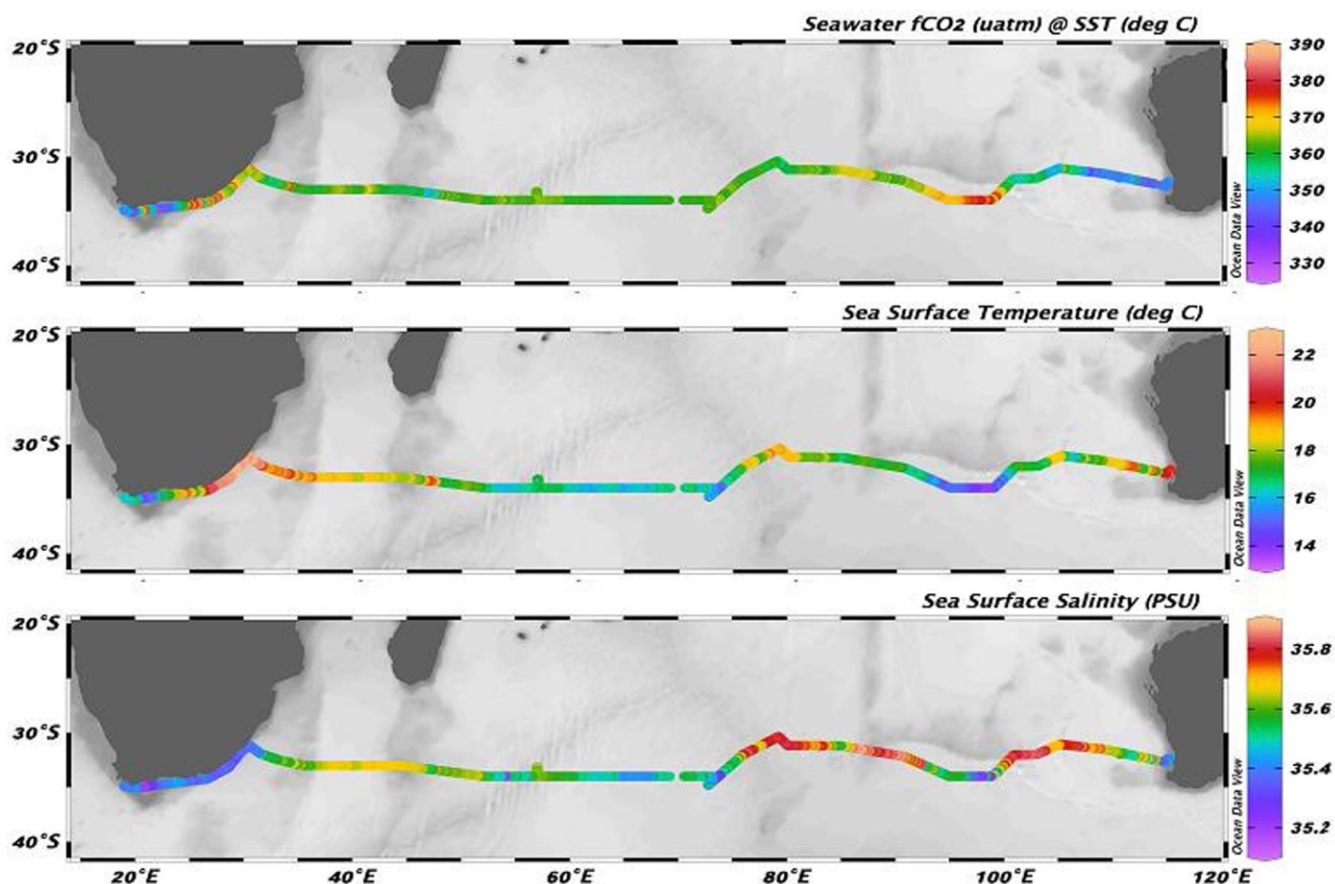 Seawater fCO2 (uatm) @ SST (deg C)
20°S
30°S
40°S
390
380
370
360
350
340
330
Ocean Data View
Sea Surface Temperature (deg C)
20°S
30°S
40°S
22
20
18
16
14
Ocean Data View
Sea Surface Salinity (PSU)
20°S
30°S
40°S
35.8
35.6
35.4
35.2
Ocean Data View
20°E 40°E 60°E 80°E 100°E 120°E